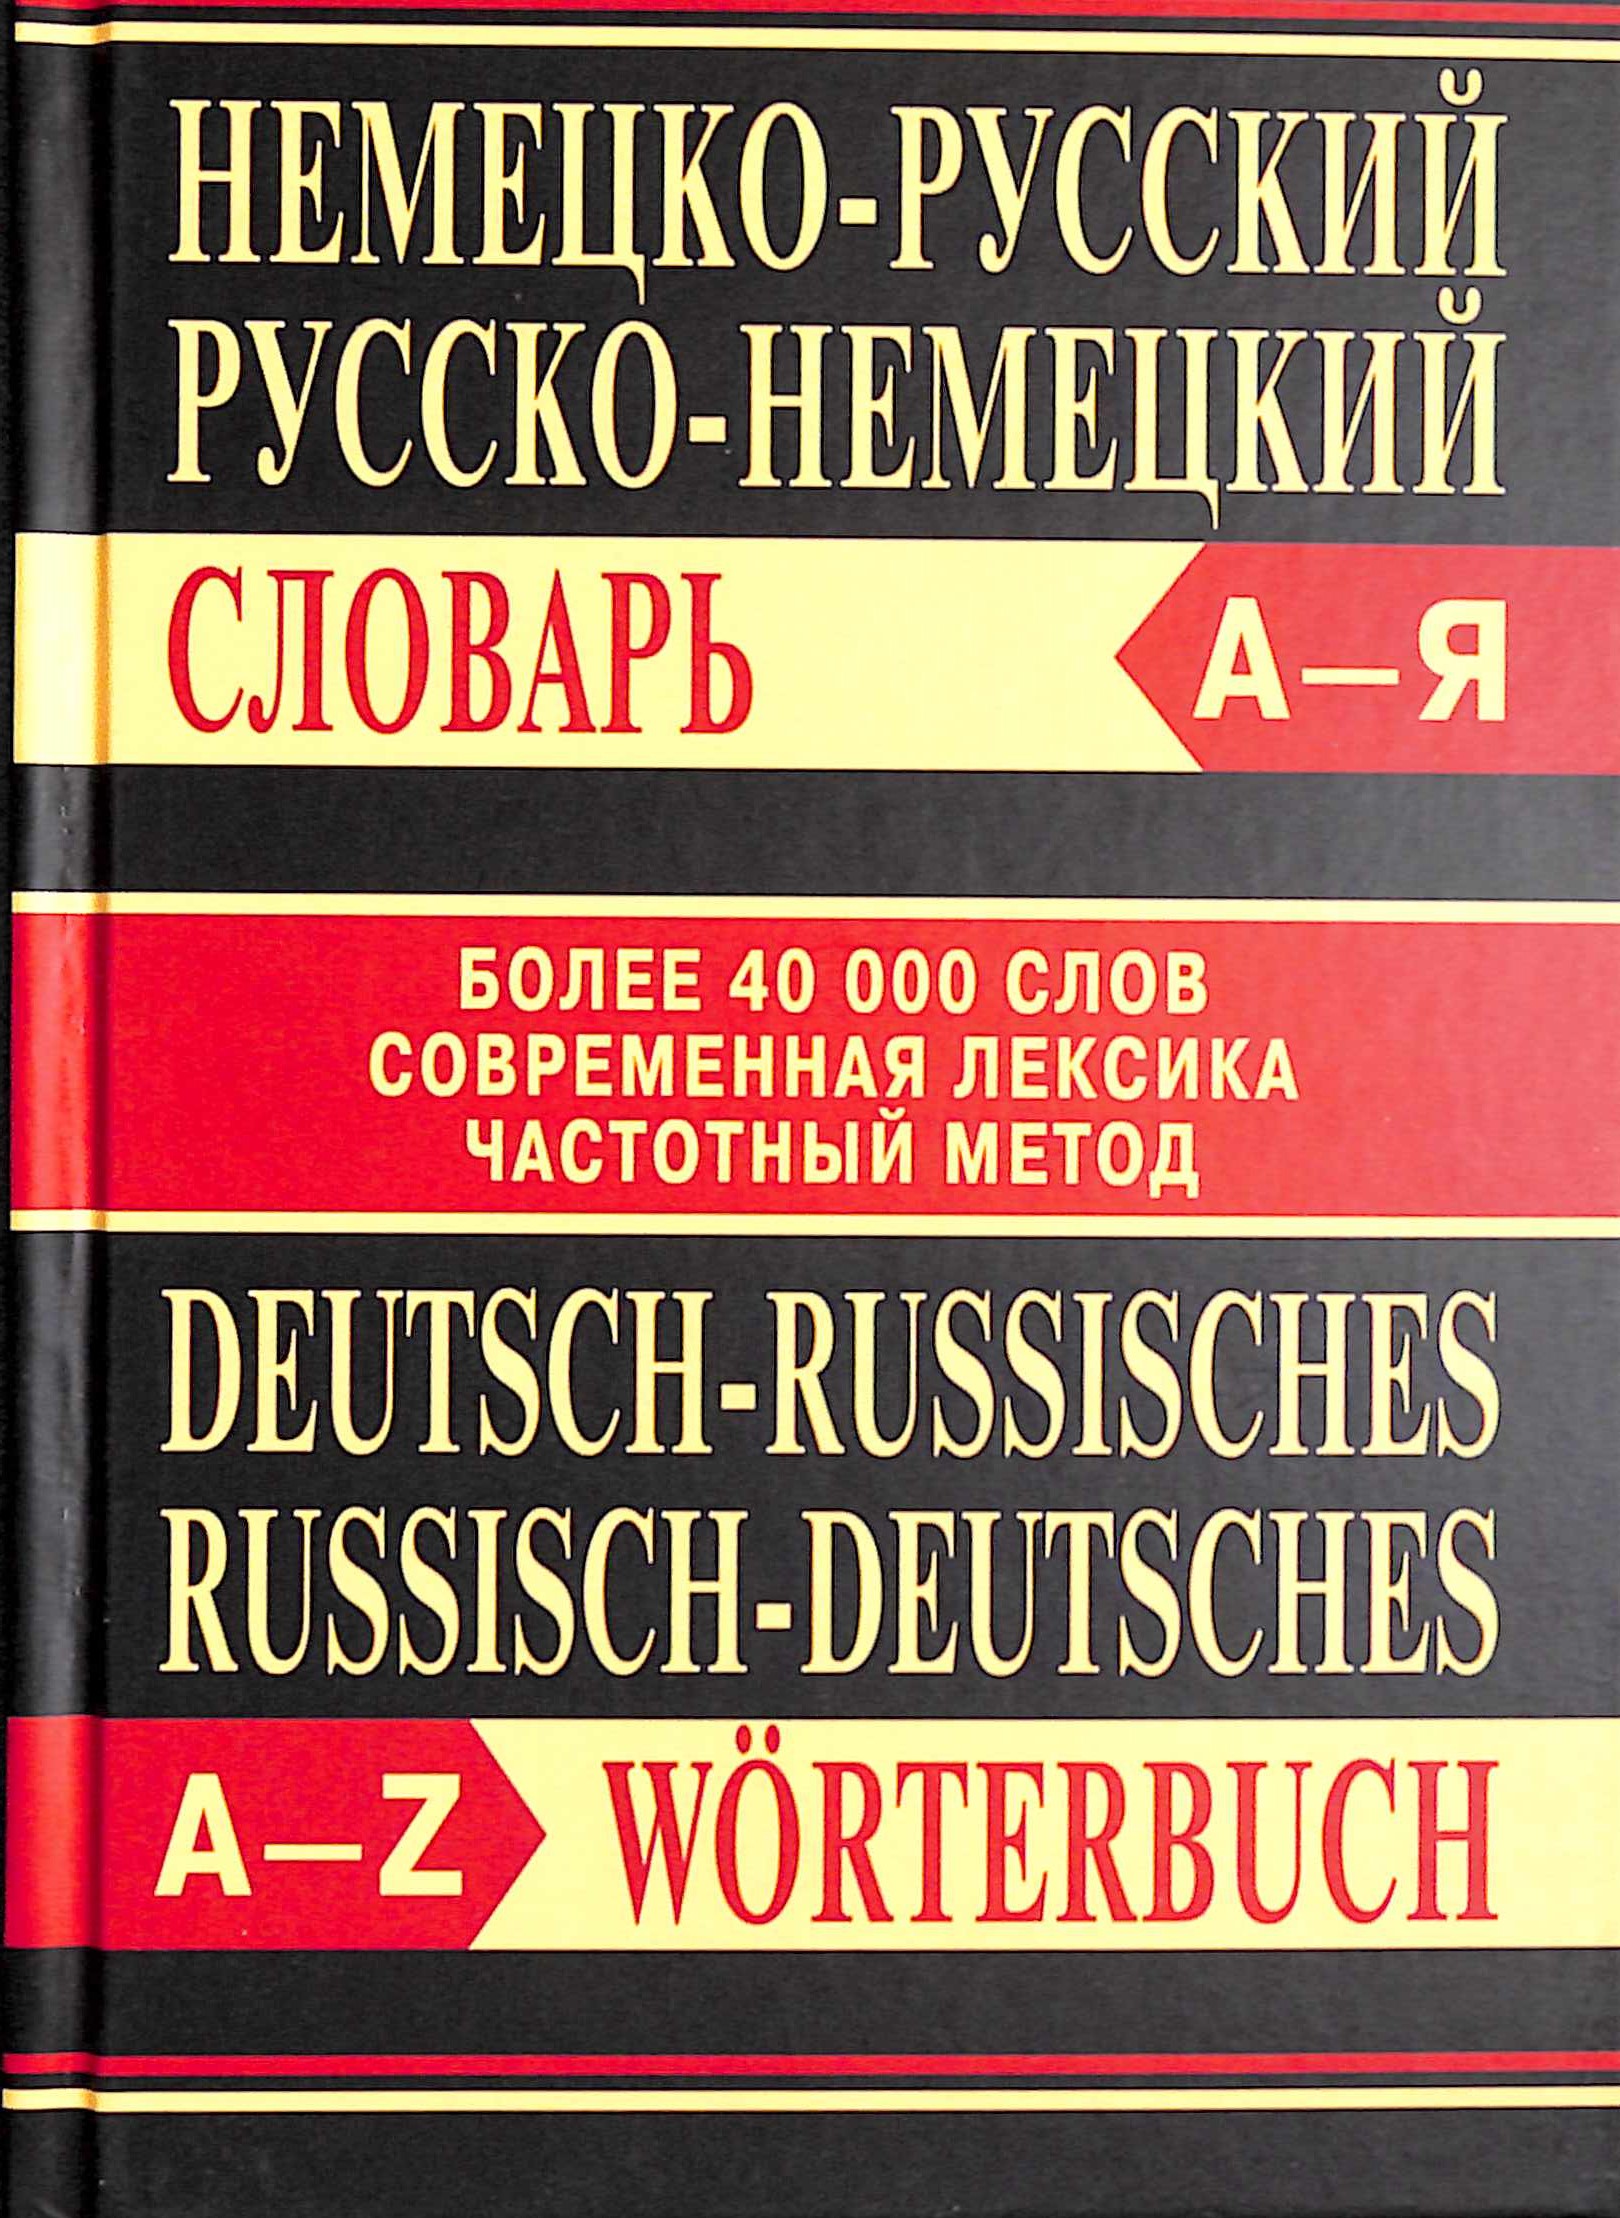 НЕМЕЦКО-РУССКИЙ
РУССКО-НЕМЕЦКИЙ
СЛОВАРЬ А—Я
БОЛЕЕ 40 000 СЛОВ
СОВРЕМЕННАЯ ЛЕКСИКА
ЧАСТОТНЫЙ МЕТОД
DEUTSCH-RUSSISCHES
RUSSISCH-DEUTSCHES
A—Z WÖRTERBUCH